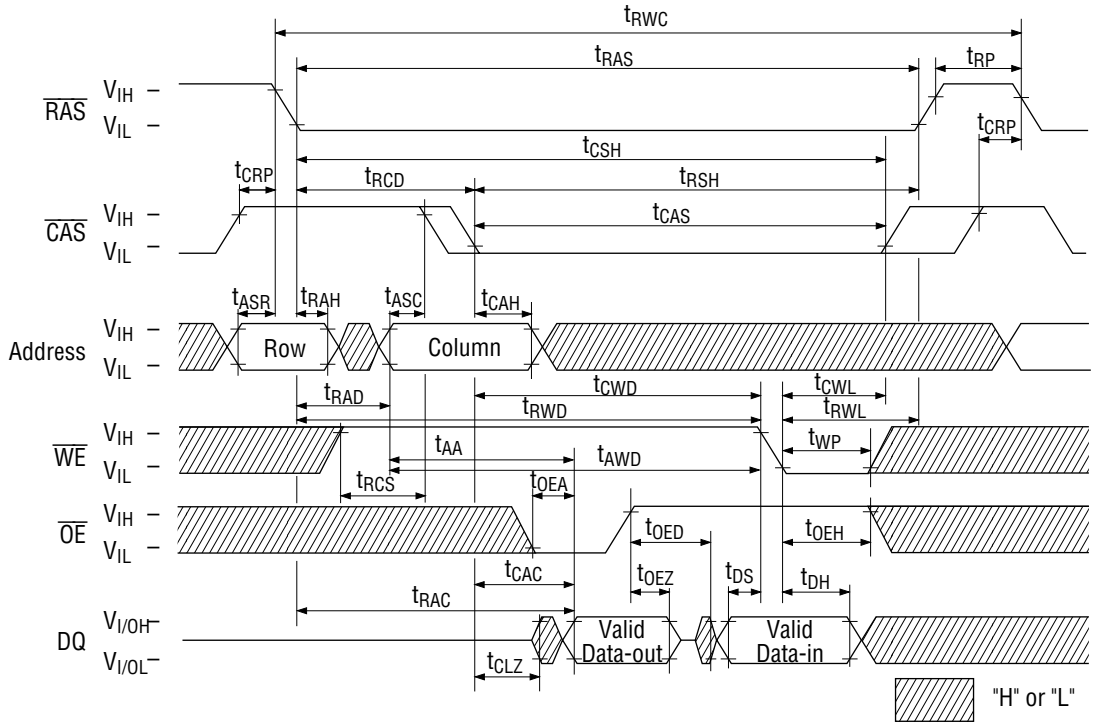 tRWC
tRAS
tRP
RAS
VIH
VIL
tCRP
tCSH
tCRP
tRCD
tRSH
CAS
VIH
VIL
tCAS
tASR
tRAH
tASC
tCAH
Address
VIH
VIL
Row
Column
tRAD
tCWD
tCWL
tRWD
tRWL
WE
VIH
VIL
tAA
tAWD
tWP
tRCS
tOEA
OE
VIH
VIL
tOED
tOEH
tCAC
tOEZ
tDS
tDH
tRAC
DQ
VI/OH
VI/OL
Valid
Data-out
Valid
Data-in
tCLZ
"H" or "L"